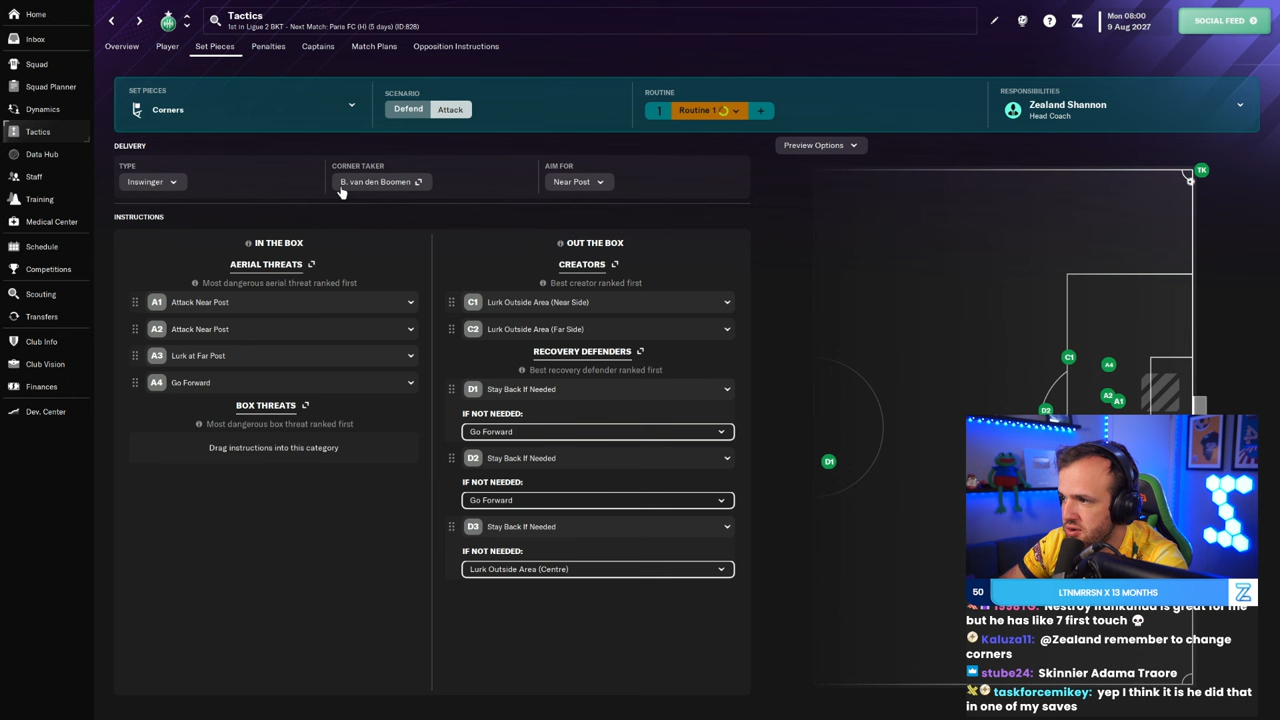 Home
Inbox
Squad
Squad Planner
Dynamics
Tactics
Data Hub
Staff
Training
Medical Center
Schedule
Competitions
Scouting
Transfers
Club Info
Club Vision
Finances
Dev. Center
Tactics
1st in Ligue 2 BKT - Next Match: Paris FC (H) (5 days) (ID:828)
Mon 08:00
9 Aug 2027
SOCIAL FEED
Overview
Player
Set Pieces
Penalties
Captains
Match Plans
Opposition Instructions
SET PIECES
Corners
SCENARIO
Defend
Attack
ROUTINE
1
Routine 1
+
RESPONSIBILITIES
Zealand Shannon
Head Coach
DELIVERY
TYPE
Inswinger
CORNER TAKER
B. van den Boomen
AIM FOR
Near Post
Preview Options
INSTRUCTIONS
IN THE BOX
AERIAL THREATS
Most dangerous aerial threat ranked first
A1 Attack Near Post
A2 Attack Near Post
A3 Lurk at Far Post
A4 Go Forward
BOX THREATS
Most dangerous box threat ranked first
Drag instructions into this category
OUT THE BOX
CREATORS
Best creator ranked first
C1 Lurk Outside Area (Near Side)
C2 Lurk Outside Area (Far Side)
RECOVERY DEFENDERS
Best recovery defender ranked first
D1 Stay Back If Needed
IF NOT NEEDED:
Go Forward
D2 Stay Back If Needed
IF NOT NEEDED:
Go Forward
D3 Stay Back If Needed
IF NOT NEEDED:
Lurk Outside Area (Centre)
TK
C1
A4
A2
A1
D2
D1
50
LTNMRRSN X 13 MONTHS
but he has like 7 first touch
Kaluza11: @Zealand remember to change
corners
stube24: Skinnier Adama Traore
taskforcemikey: yep I think it is he did that
in one of my saves